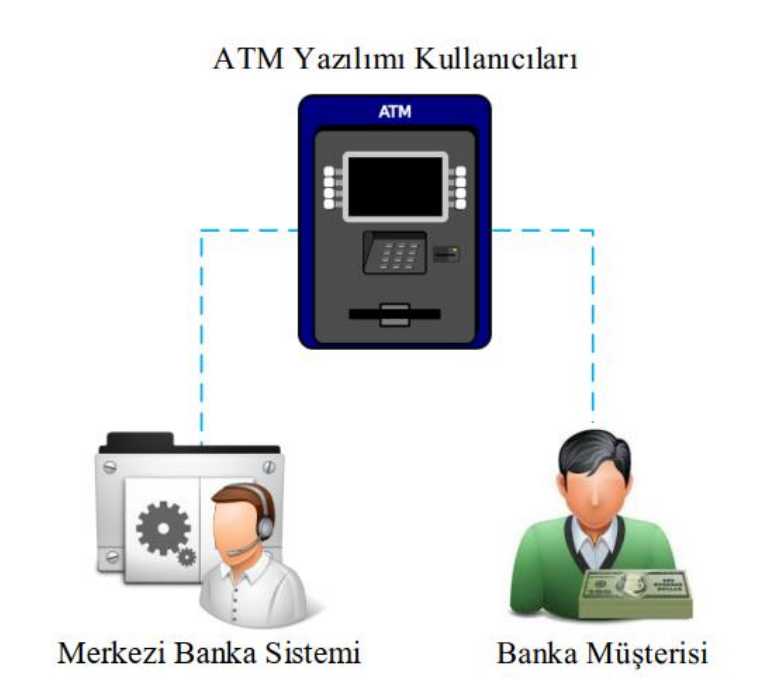 ATM Yazılımı Kullanıcıları
ATM
Merkezi Banka Sistemi
Banka Müşterisi